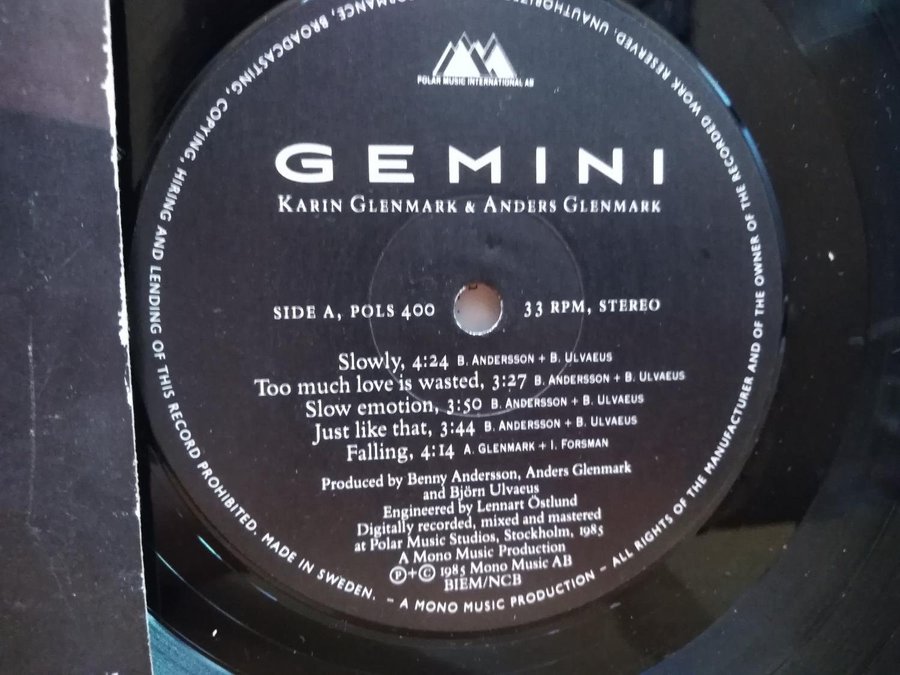 POLAR MUSIC INTERNATIONAL AB
GEMINI
KARIN GLENMARK & ANDERS GLENMARK
SIDE A, POLS 400
33 RPM, STEREO
Slowly, 4:24 B. ANDERSSON + B. ULVAEUS
Too much love is wasted, 3:27 B. ANDERSSON + B. ULVAEUS
Slow emotion, 3:50 B. ANDERSSON + B. ULVAEUS
Just like that, 3:44 B. ANDERSSON + B. ULVAEUS
Falling, 4:14 A. GLENMARK + I. FORSMAN
Produced by Benny Andersson, Anders Glenmark
and Björn Ulvaeus
Engineered by Lennart Östlund
Digitally recorded, mixed and mastered
at Polar Music Studios, Stockholm, 1985
A Mono Music Production
℗+© 1985 Mono Music AB
BIEM/NCB
– A MONO MUSIC PRODUCTION – ALL RIGHTS OF THE MANUFACTURER AND OF THE OWNER OF THE RECORDED WORK RESERVED. UNAUTHORIZED BROADCASTING, COPYING, HIRING AND LENDING OF THIS RECORD PROHIBITED. MADE IN SWEDEN.